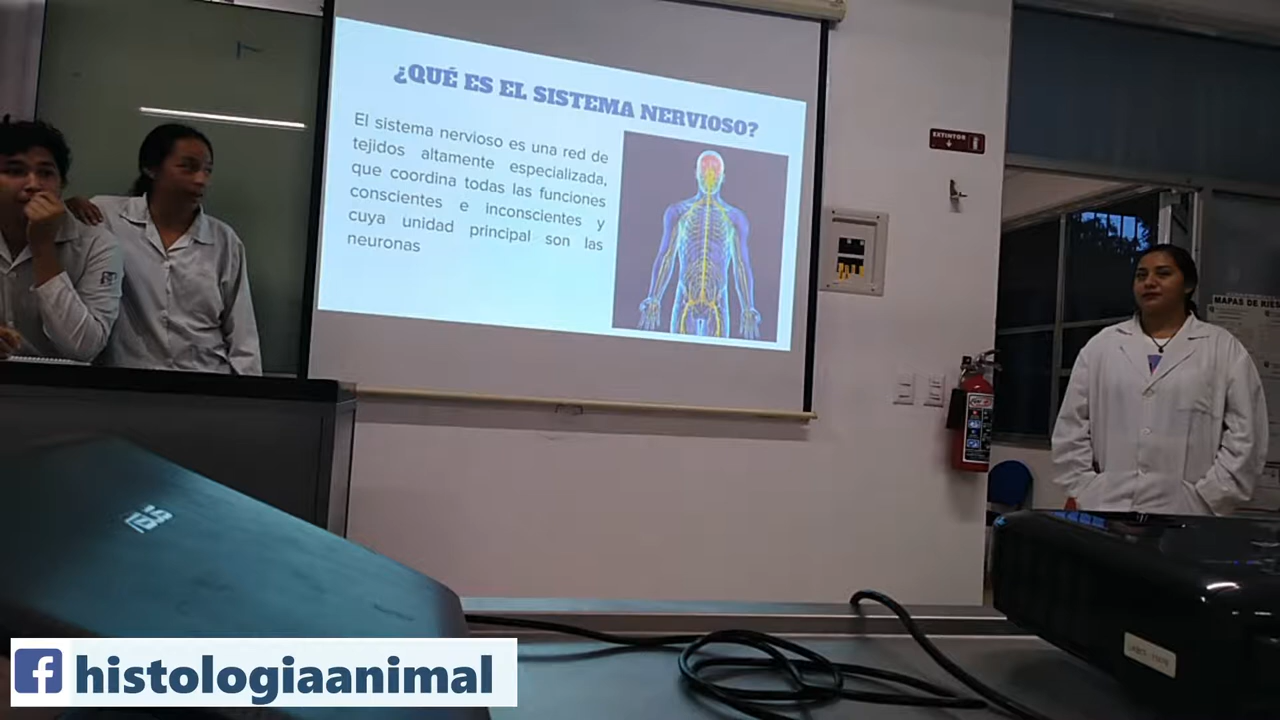 ¿QUÉ ES EL SISTEMA NERVIOSO?
El sistema nervioso es una red de
tejidos altamente especializada,
que coordina todas las funciones
conscientes e inconscientes y
cuya unidad principal son las
neuronas
EXTINTOR
MAPAS DE RIES
histologiaanimal